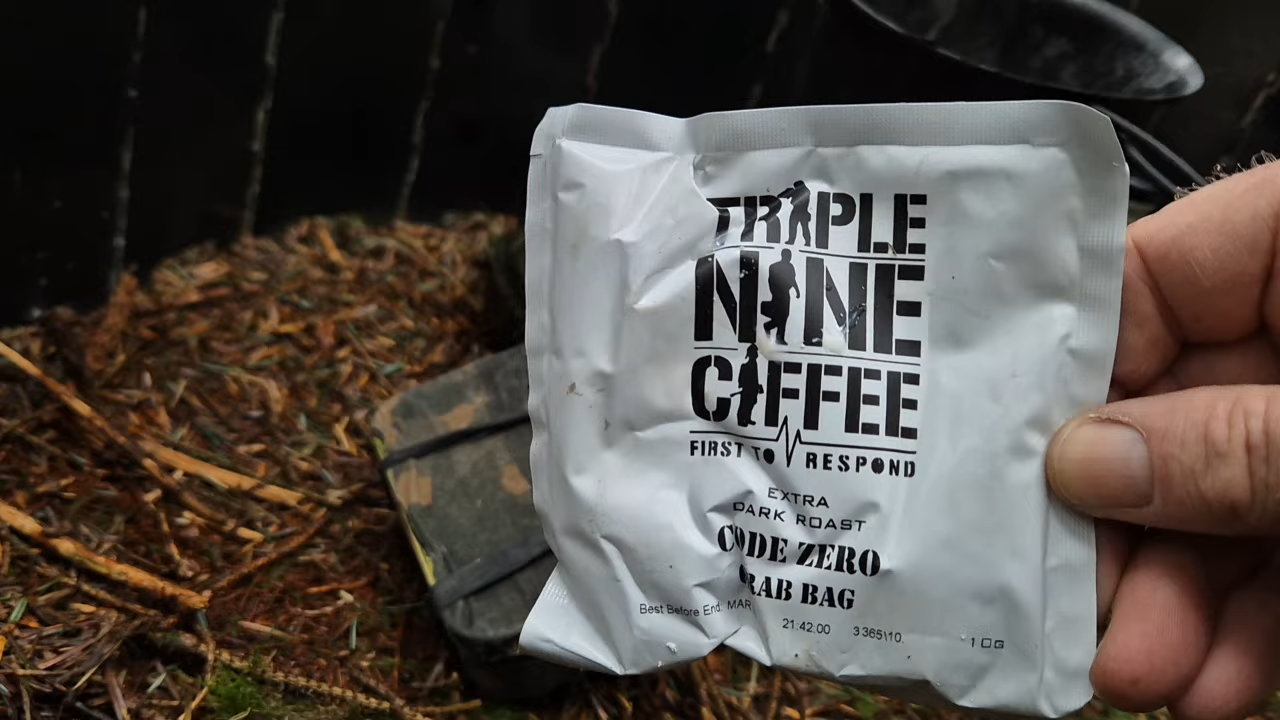 TRIPLE
NINE
COFFEE
FIRST TO RESPOND
EXTRA
DARK ROAST
CODE ZERO
GRAB BAG
Best Before End: MAR
21:42:00 3365\10. 10G